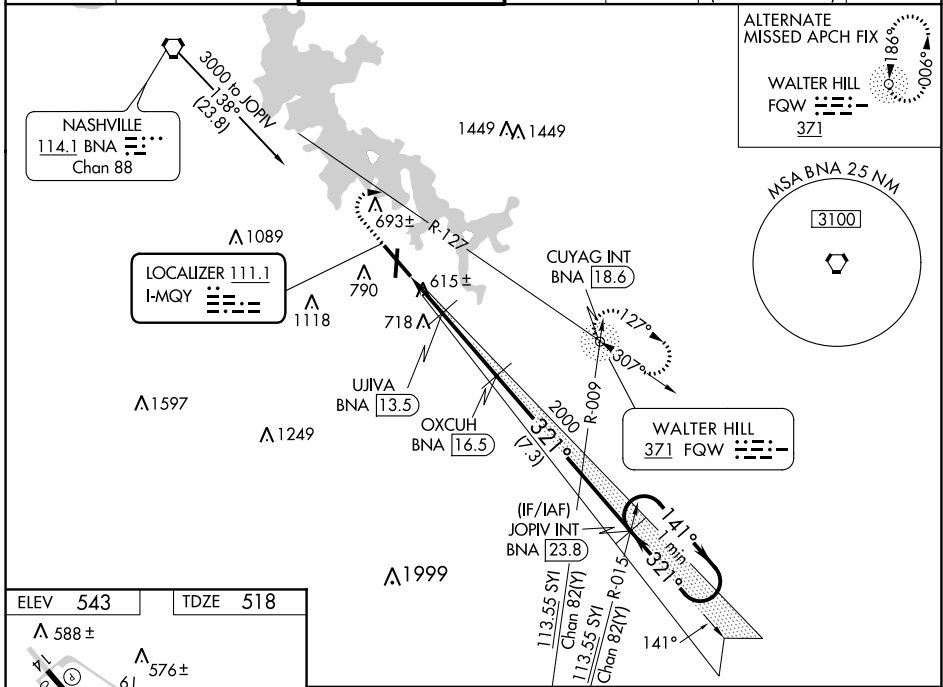 ALTERNATE
MISSED APCH FIX
186°
006°
WALTER HILL
FQW
371
3000 to JOPIV
138°
(23.8)
NASHVILLE
114.1 BNA
Chan 88
1449 1449
MSA BNA 25 NM
3100
693±
R-127
1089
LOCALIZER 111.1
I-MQY
790
615±
1118
718
CUYAG INT
BNA 18.6
127°
307°
UJIVA
BNA 13.5
1597
OXCUH
BNA 16.5
2000
R-009
321°
(7.3)
WALTER HILL
371 FQW
1249
(IF/IAF)
JOPIV INT
BNA 23.8
141°
1 min
321°
1999
113.55 SYI
Chan 82(Y)
113.55 SYI
Chan 82(Y)
R-015
141°
ELEV 543
TDZE 518
588±
576±